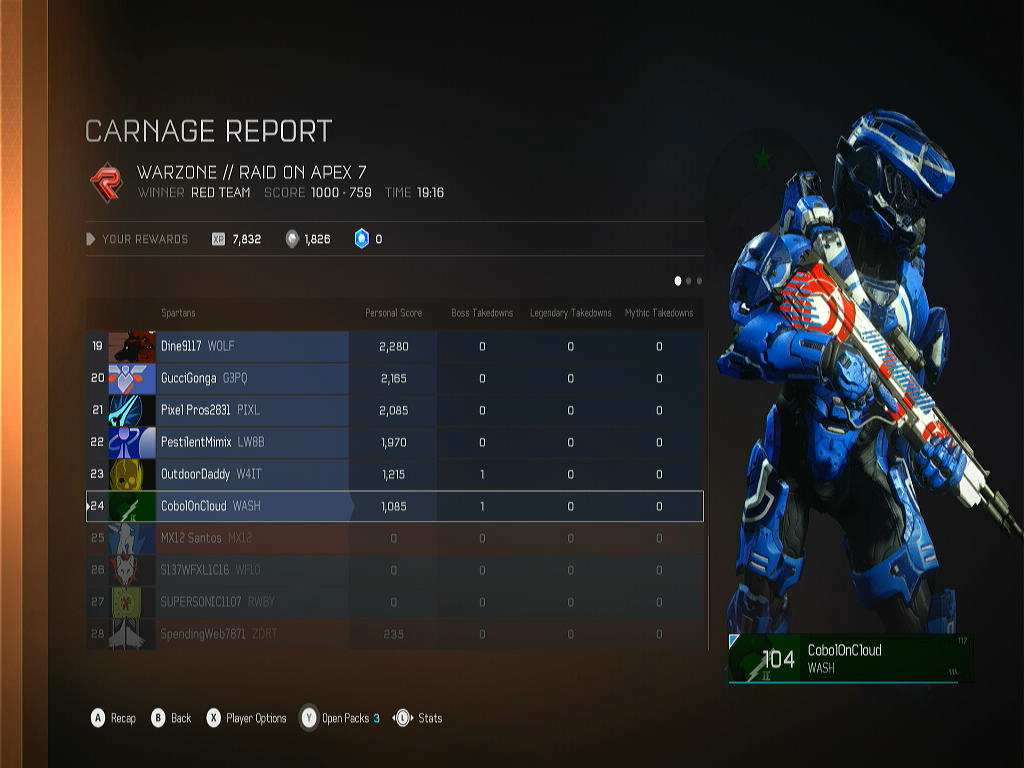 CARNAGE REPORT
WARZONE // RAID ON APEX 7
WINNER RED TEAM SCORE 1000 - 759 TIME 19:16
YOUR REWARDS XP 7,832 1,826 0
Spartans Personal Score Boss Takedowns Legendary Takedowns Mythic Takedowns
19 Dine9117 WOLF 2,280 0 0 0
20 GucciGonga G3PQ 2,165 0 0 0
21 Pixel Pros2831 PIXL 2,085 0 0 0
22 PestilentMimix LW8B 1,970 0 0 0
23 OutdoorDaddy W4IT 1,215 1 0 0
24 CobolOnCloud WASH 1,085 1 0 0
25 MX12 Santos MX12 0 0 0 0
26 S137WFXL1C16 WF10 0 0 0 0
27 SUPERSONIC1107 RWBY 0 0 0 0
28 SpendingWeb7871 ZDRT 235 0 0 0
104 CobolOnCloud 117
WASH
A Recap B Back X Player Options Y Open Packs 3 L Stats